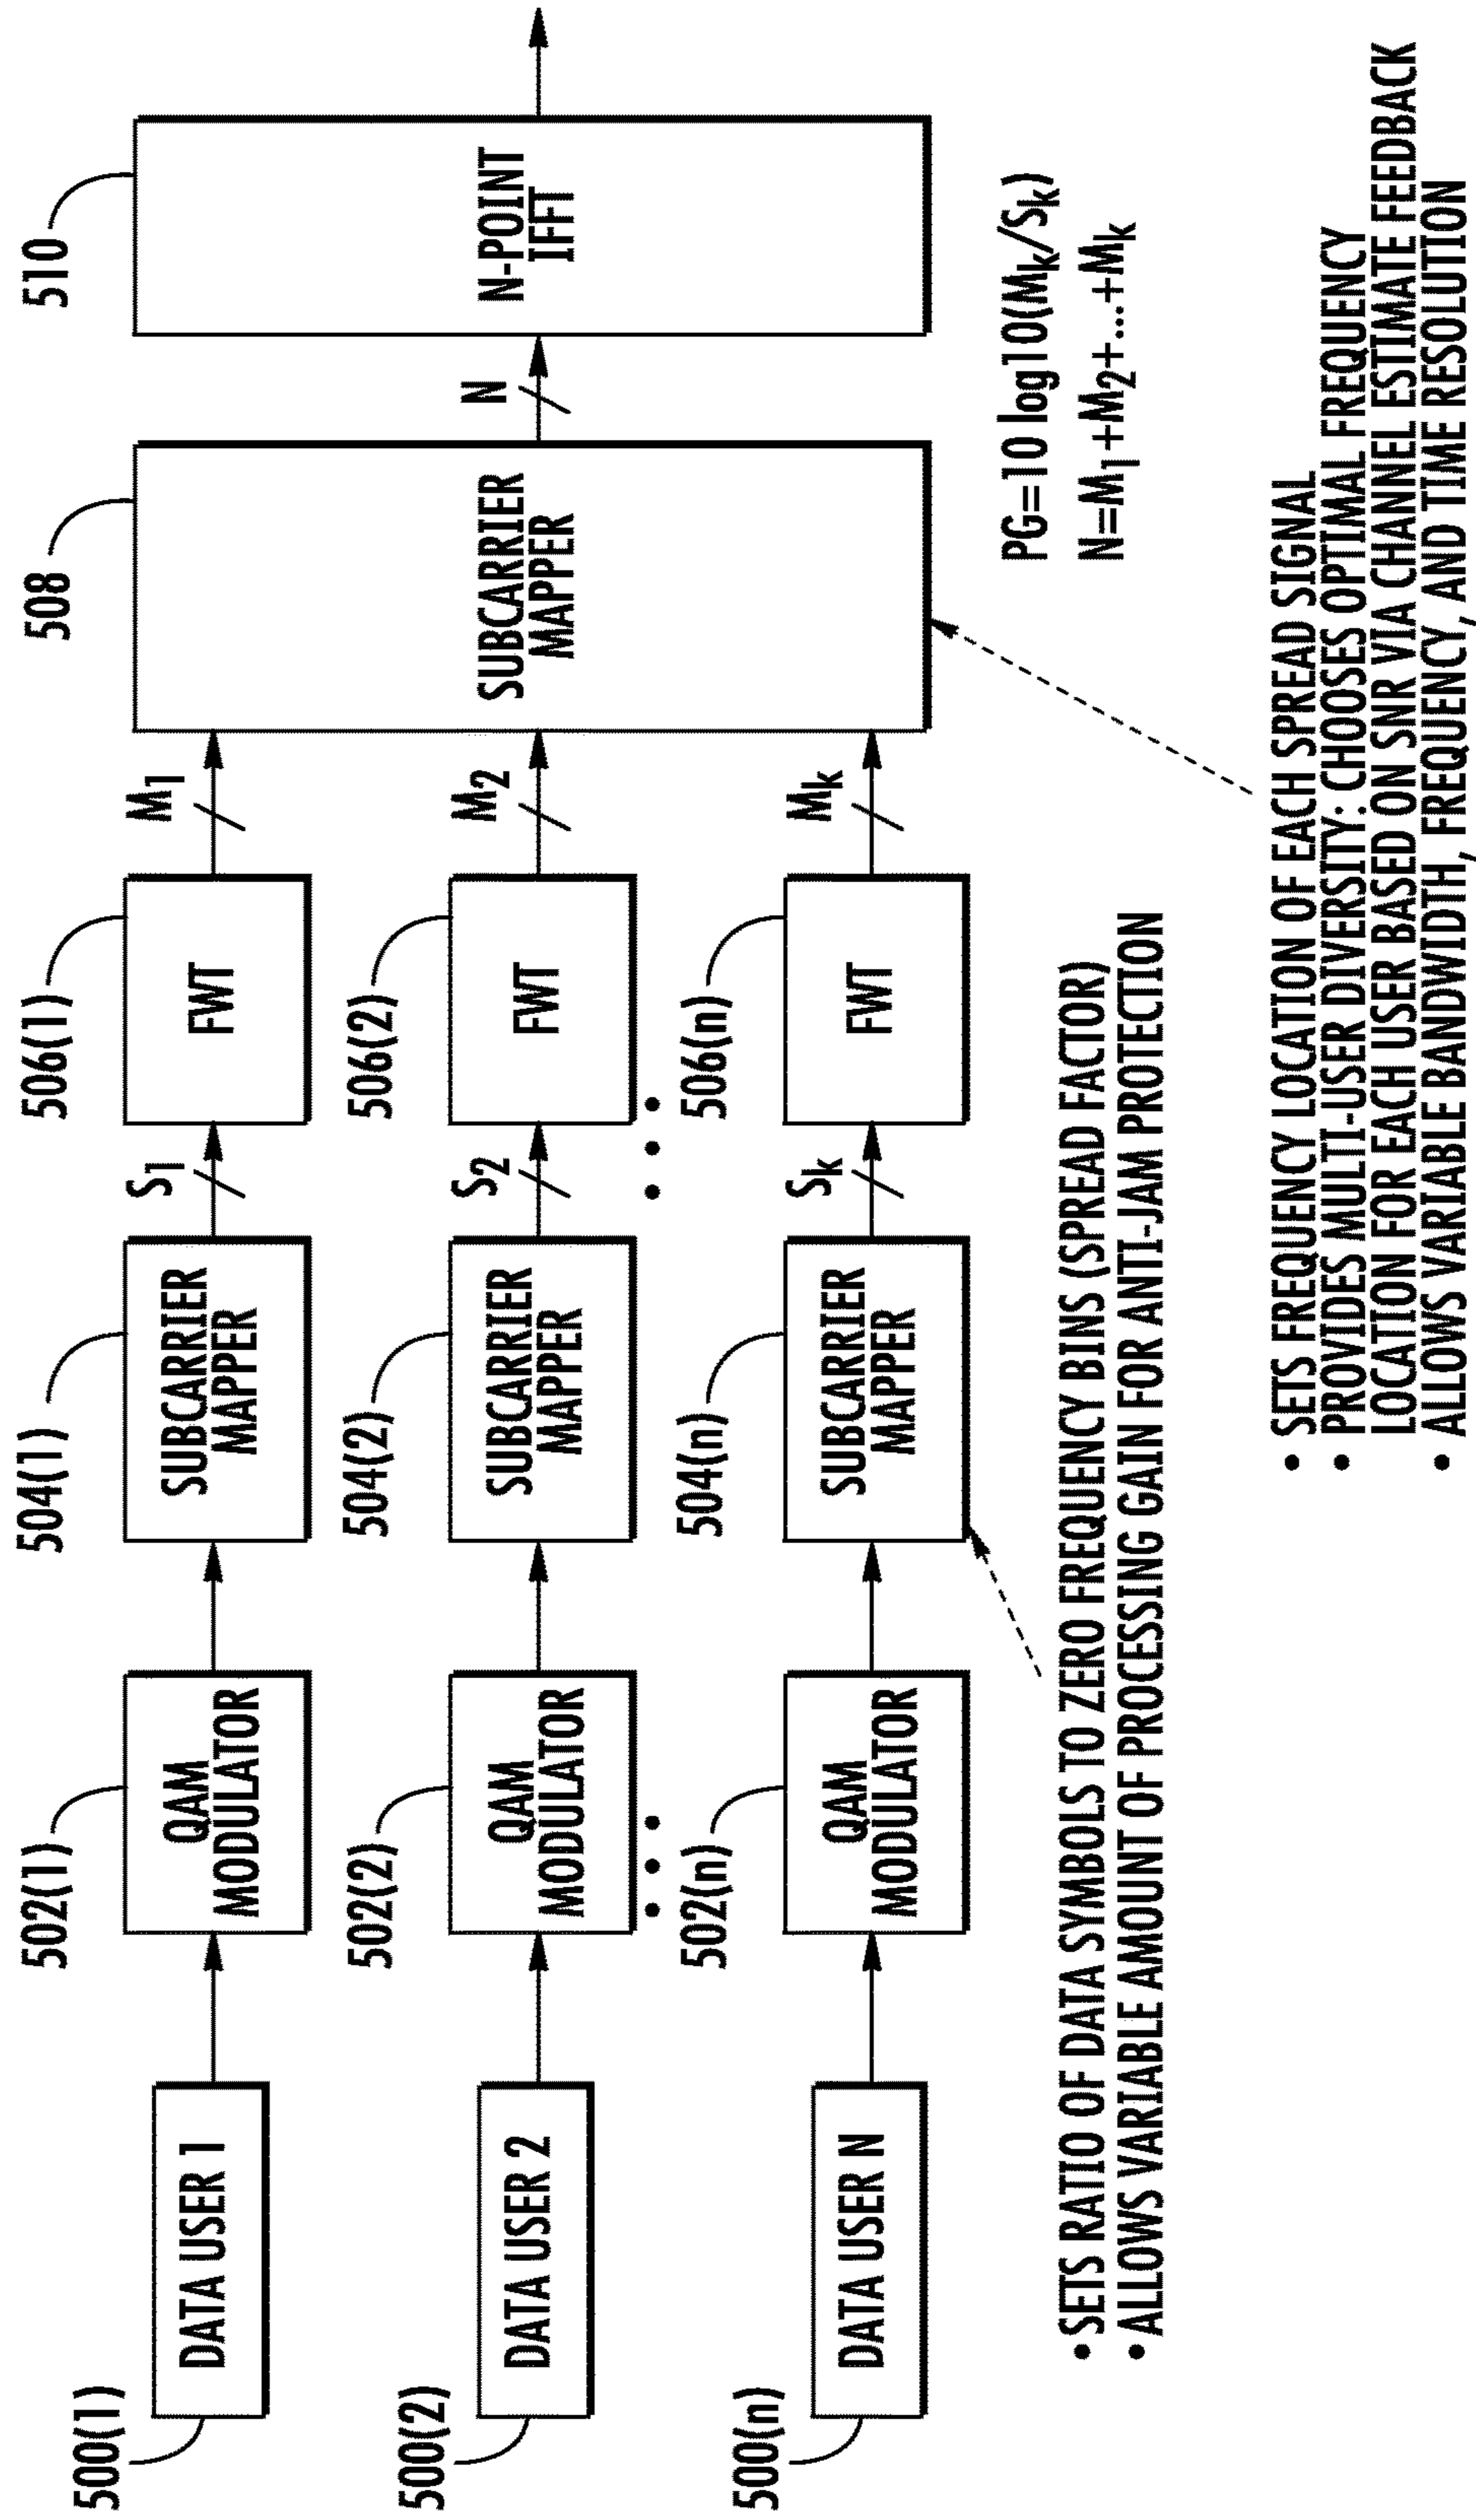 500(1)
DATA USER 1
502(1)
QAM
MODULATOR
504(1)
SUBCARRIER
MAPPER
S1
506(1)
FWT
M1
500(2)
DATA USER 2
502(2)
QAM
MODULATOR
504(2)
SUBCARRIER
MAPPER
S2
506(2)
FWT
M2
500(n)
DATA USER N
502(n)
QAM
MODULATOR
504(n)
SUBCARRIER
MAPPER
Sk
506(n)
FWT
Mk
508
SUBCARRIER
MAPPER
N
510
N-POINT
IFFT
PG=10 log10(Mk/Sk)
N=M1+M2+...+Mk
•SETS RATIO OF DATA SYMBOLS TO ZERO FREQUENCY BINS (SPREAD FACTOR)
•ALLOWS VARIABLE AMOUNT OF PROCESSING GAIN FOR ANTI-JAM PROTECTION
• SETS FREQUENCY LOCATION OF EACH SPREAD SIGNAL
• PROVIDES MULTI-USER DIVERSITY: CHOOSES OPTIMAL FREQUENCY
LOCATION FOR EACH USER BASED ON SNR VIA CHANNEL ESTIMATE FEEDBACK
• ALLOWS VARIABLE BANDWIDTH, FREQUENCY, AND TIME RESOLUTION